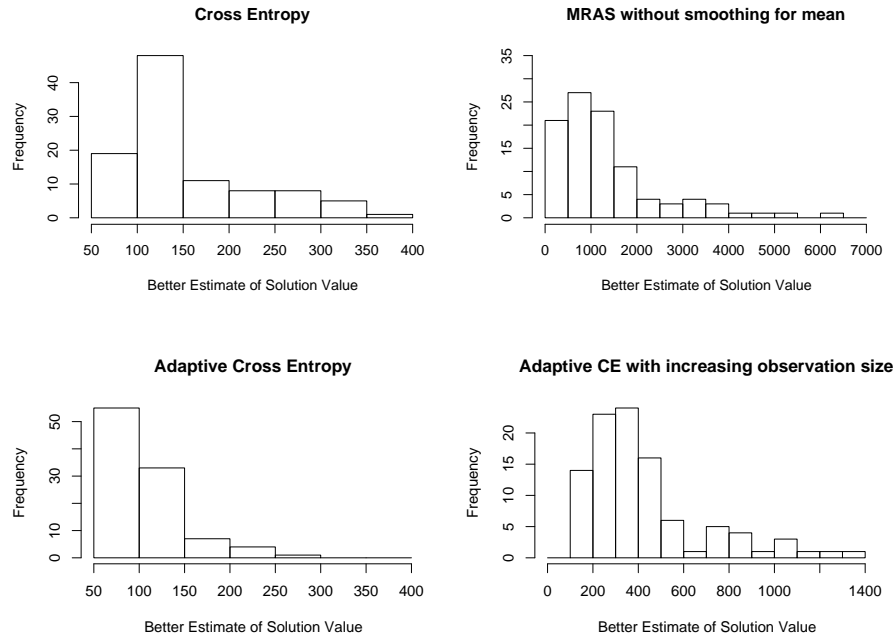 Cross Entropy
Frequency
0 10 20 30 40
50 100 150 200 250 300 350 400
Better Estimate of Solution Value
MRAS without smoothing for mean
Frequency
0 5 15 25 35
0 1000 2000 3000 4000 5000 6000 7000
Better Estimate of Solution Value
Adaptive Cross Entropy
Frequency
0 10 30 50
50 100 150 200 250 300 350 400
Better Estimate of Solution Value
Adaptive CE with increasing observation size
Frequency
0 5 10 15 20
0 200 400 600 800 1000 1400
Better Estimate of Solution Value